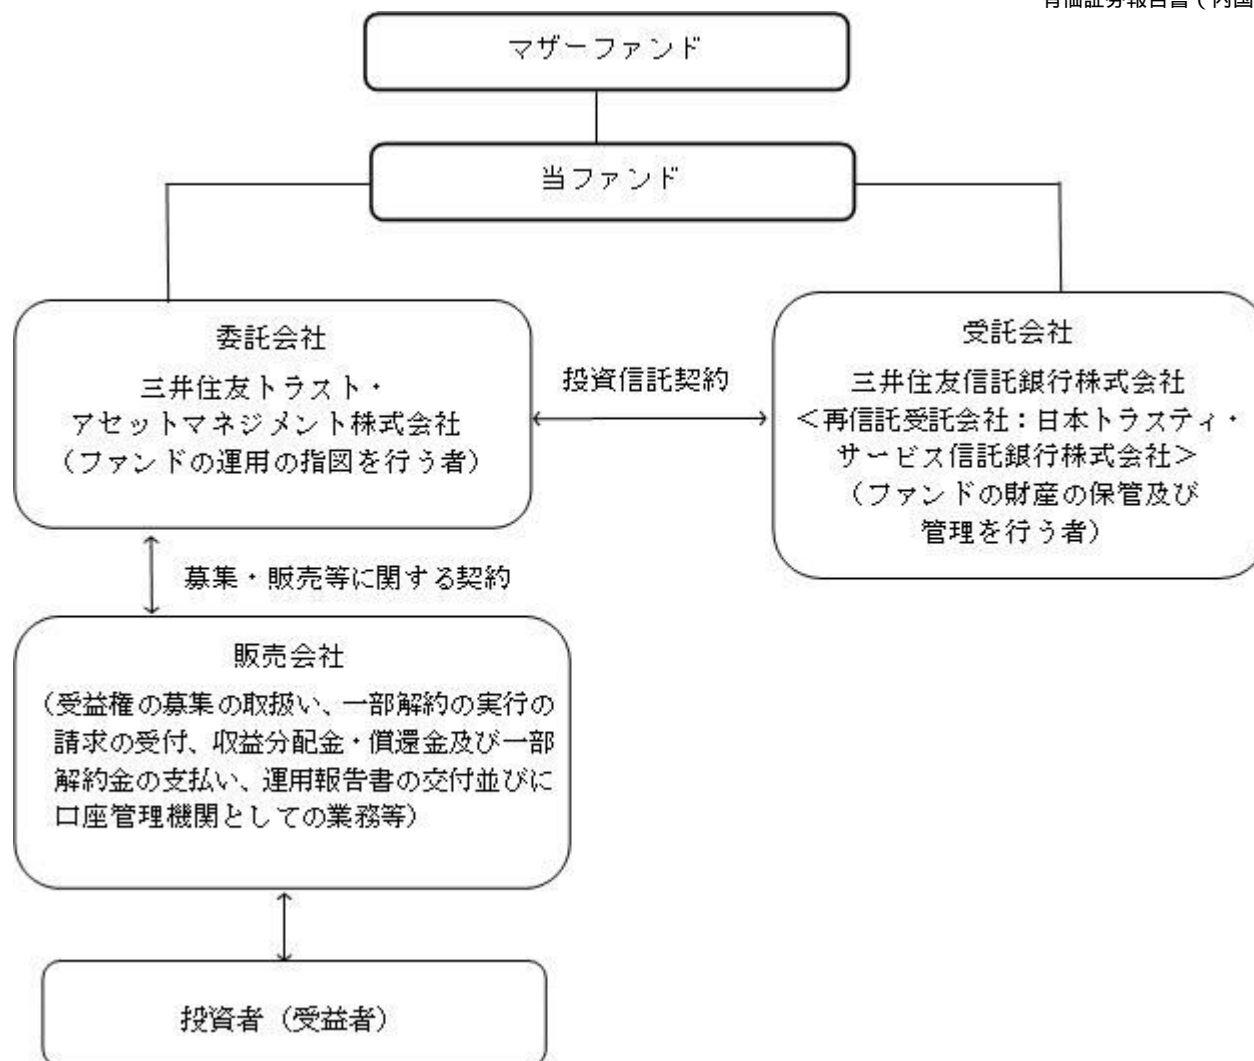 有価証券報告書（内国
マザーファンド
当ファンド
委託会社
三井住友トラスト・
アセットマネジメント株式会社
（ファンドの運用の指図を行う者）
投資信託契約
受託会社
三井住友信託銀行株式会社
＜再信託受託会社：日本トラスティ・
サービス信託銀行株式会社＞
（ファンドの財産の保管及び
管理を行う者）
募集・販売等に関する契約
販売会社
（受益権の募集の取扱い、一部解約の実行の
請求の受付、収益分配金・償還金及び一部
解約金の支払い、運用報告書の交付並びに
口座管理機関としての業務等）
投資者（受益者）